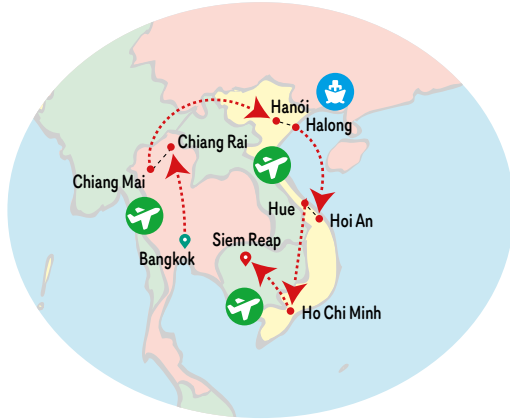 Hanói
Halong
Chiang Rai
Chiang Mai
Hue
Hoi An
Siem Reap
Bangkok
Ho Chi Minh